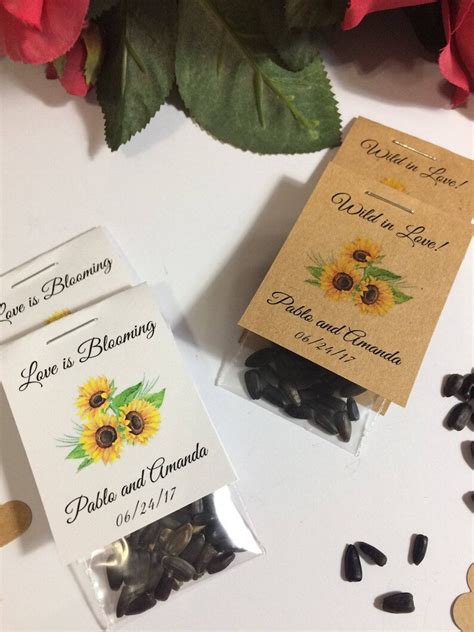 Love is Blooming
Love is Blooming
Pablo and Amanda
06/24/17
Wild in Love!
Wild in Love!
Pablo and Amanda
06/24/17